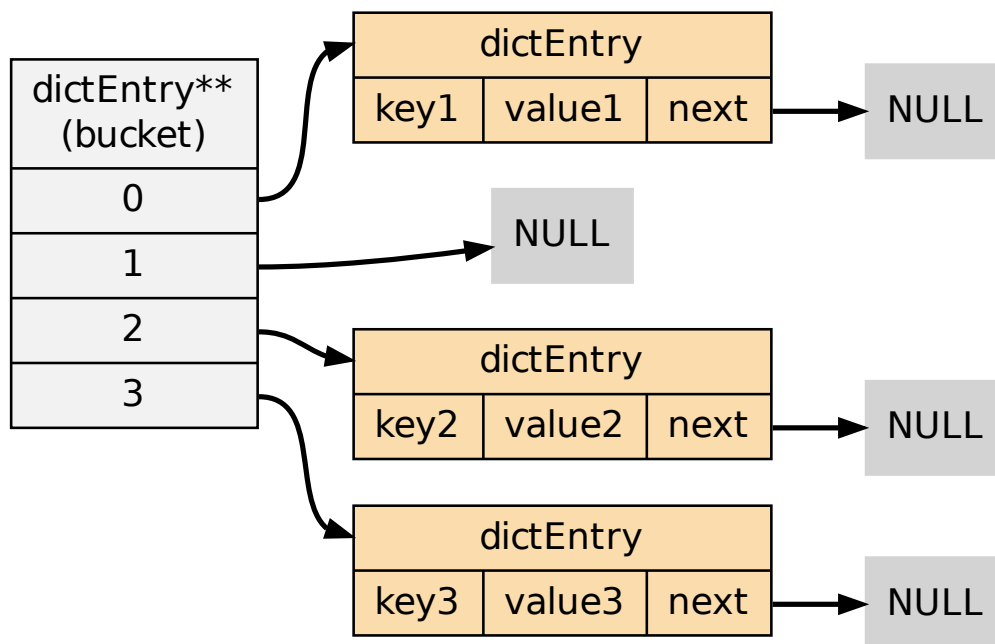 dictEntry**
(bucket)
0
1
2
3
dictEntry
key1 value1 next
NULL
NULL
dictEntry
key2 value2 next
NULL
dictEntry
key3 value3 next
NULL